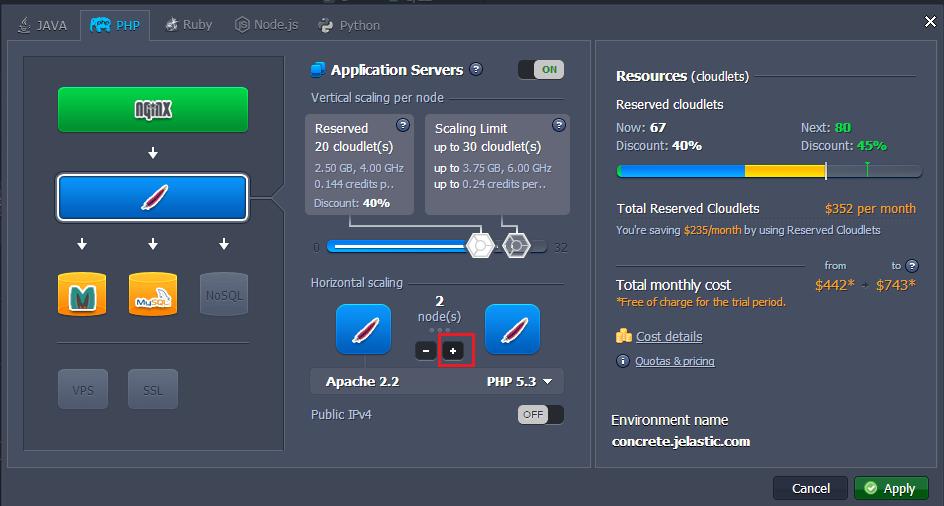 JAVA
PHP
Ruby
Node.js
Python
NGINX
MySQL
NoSQL
VPS
SSL
Application Servers ?
ON
Vertical scaling per node
Reserved ?
20 cloudlet(s)
2.50 GB, 4.00 GHz
0.144 credits p..
Discount: 40%
Scaling Limit ?
up to 30 cloudlet(s)
up to 3.75 GB, 6.00 GHz
up to 0.24 credits per..
0
32
Horizontal scaling
2
node(s)
- +
Apache 2.2
PHP 5.3
Public IPv4
OFF
Resources (cloudlets)
Reserved cloudlets
Now: 67
Next: 80
Discount: 40%
Discount: 45%
Total Reserved Cloudlets
$352 per month
You're saving $235/month by using Reserved Cloudlets
from
to ?
Total monthly cost
$442*
$743*
*Free of charge for the trial period.
Cost details
Quotas & pricing
Environment name
concrete.jelastic.com
Cancel
Apply